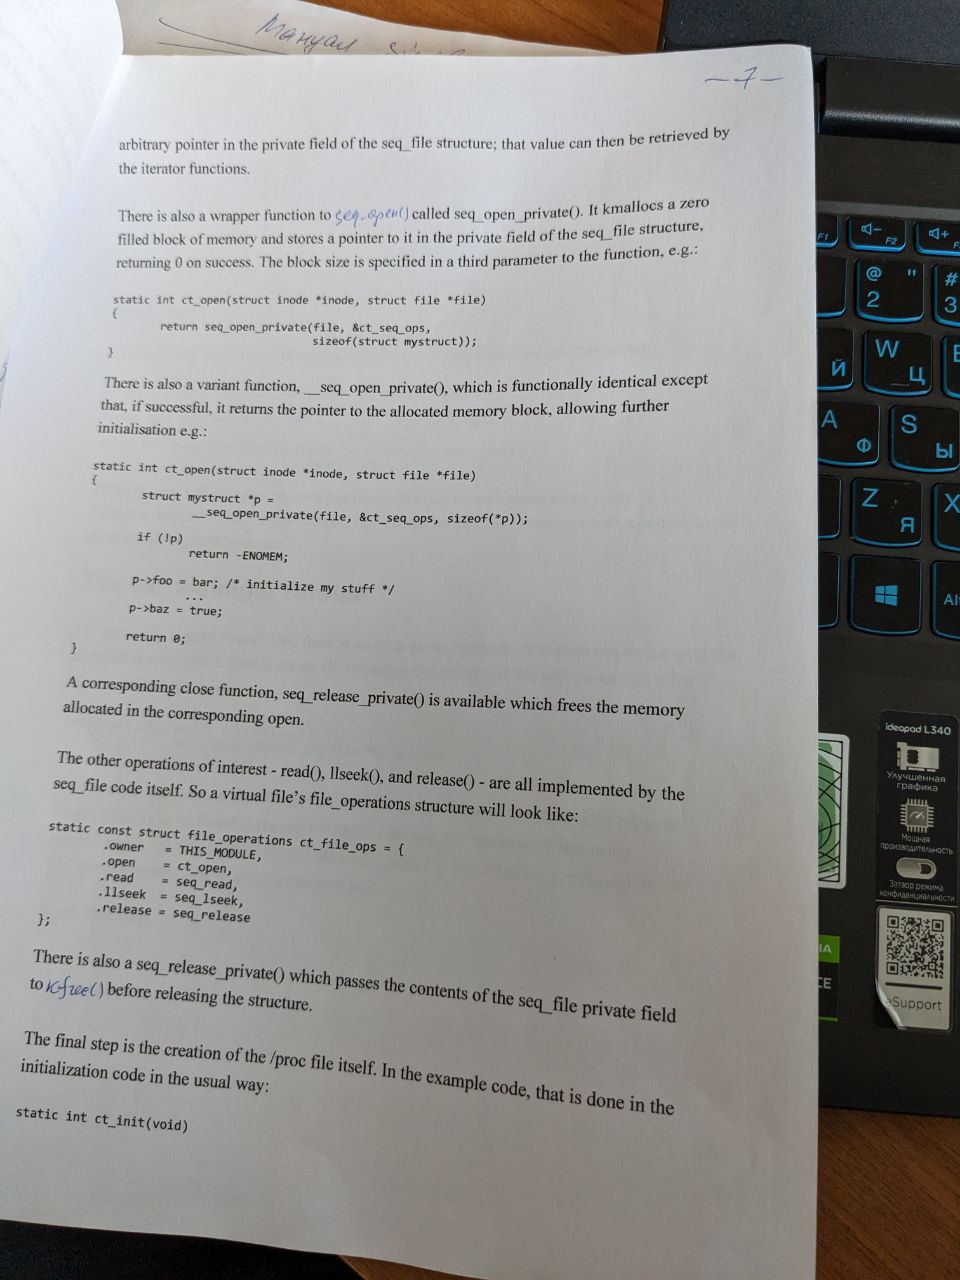 Мануал
-7-
arbitrary pointer in the private field of the seq_file structure; that value can then be retrieved by
the iterator functions.
There is also a wrapper function to seq_open() called seq_open_private(). It kmallocs a zero
filled block of memory and stores a pointer to it in the private field of the seq_file structure,
returning 0 on success. The block size is specified in a third parameter to the function, e.g.:
static int ct_open(struct inode *inode, struct file *file)
{
return seq_open_private(file, &ct_seq_ops,
sizeof(struct mystruct));
}
There is also a variant function, __seq_open_private(), which is functionally identical except
that, if successful, it returns the pointer to the allocated memory block, allowing further
initialisation e.g.:
static int ct_open(struct inode *inode, struct file *file)
{
struct mystruct *p =
__seq_open_private(file, &ct_seq_ops, sizeof(*p));
if (!p)
return -ENOMEM;
p->foo = bar; /* initialize my stuff */
...
p->baz = true;
return 0;
}
A corresponding close function, seq_release_private() is available which frees the memory
allocated in the corresponding open.
The other operations of interest - read(), llseek(), and release() - are all implemented by the
seq_file code itself. So a virtual file’s file_operations structure will look like:
static const struct file_operations ct_file_ops = {
.owner = THIS_MODULE,
.open = ct_open,
.read = seq_read,
.llseek = seq_lseek,
.release = seq_release
};
There is also a seq_release_private() which passes the contents of the seq_file private field
to kfree() before releasing the structure.
The final step is the creation of the /proc file itself. In the example code, that is done in the
initialization code in the usual way:
static int ct_init(void)
F1
F2
@ "
2
#
3
W
Й
Ц
A
S
Ф
Ы
Z
X
Я
Alt
ideapad L340
Улучшенная
графика
Мощная
производительность
Затвор режима
конфиденциальности
eSupport